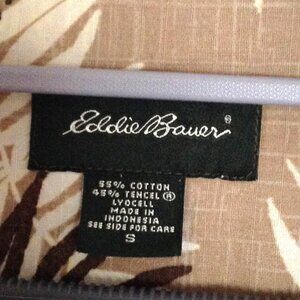 Eddie Bauer®
55% COTTON
45% TENCEL ®
LYOCELL
MADE IN
INDONESIA
SEE SIDE FOR CARE
S